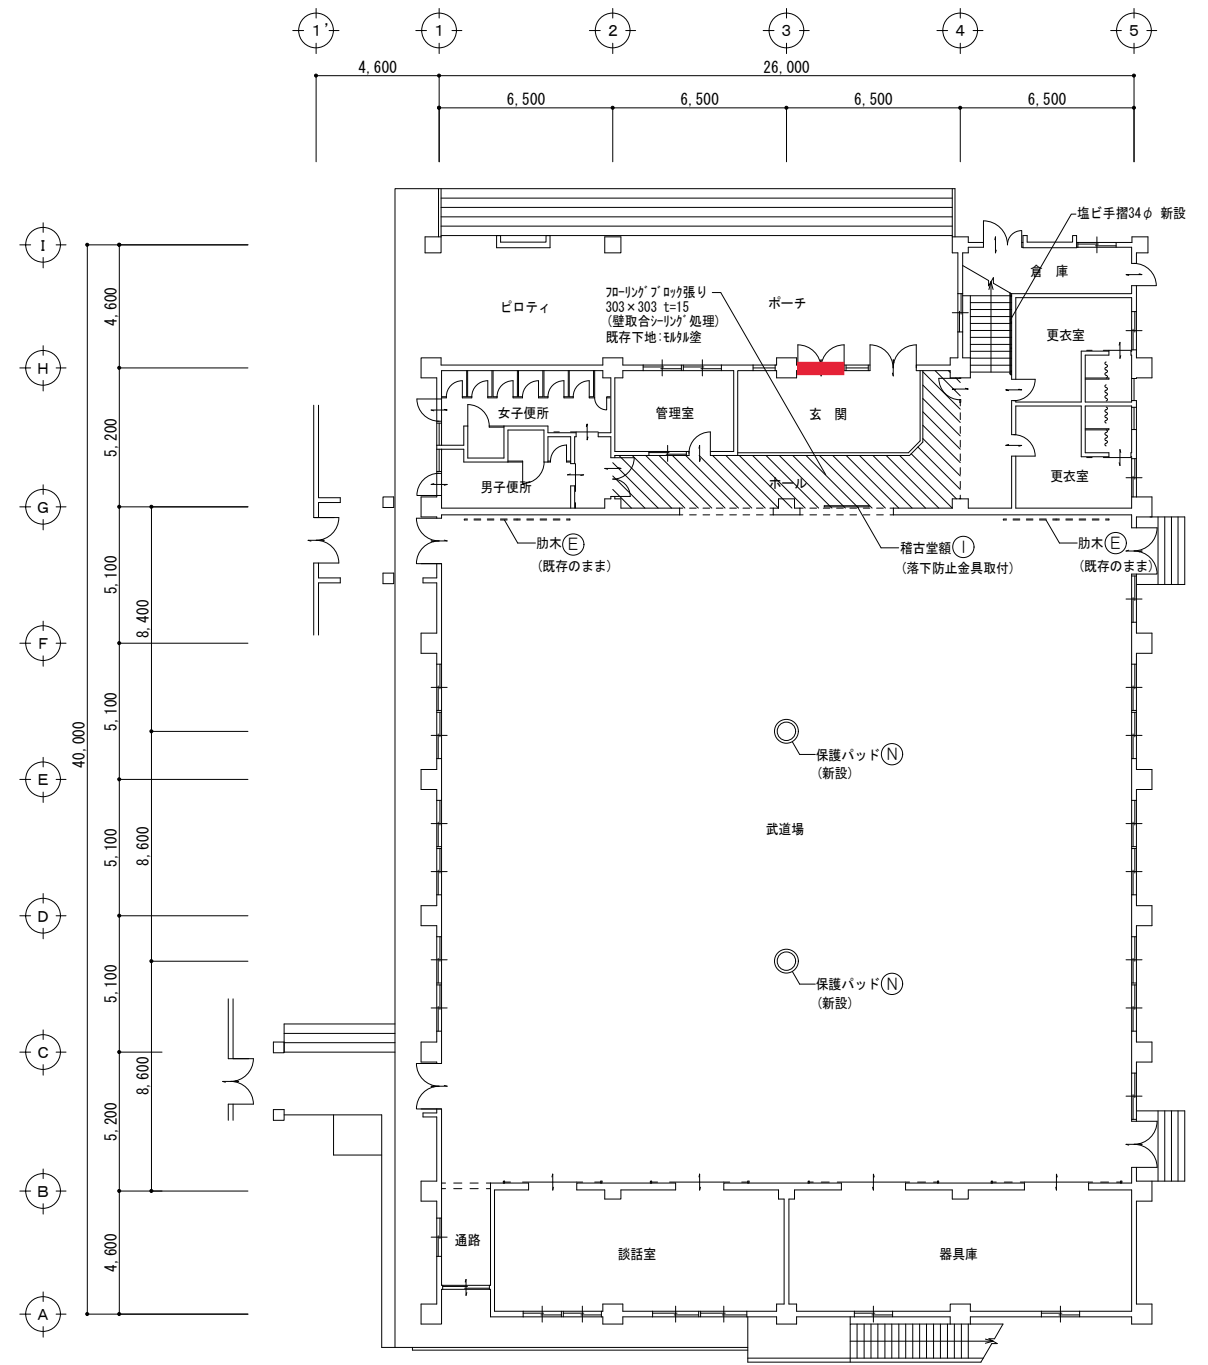 1'
1
2
3
4
5
4,600
26,000
6,500
6,500
6,500
6,500
塩ビ手摺34φ 新設
I
倉 庫
フローリングブロック張り
303×303 t=15
(壁取合シーリング処理)
既存下地:モルタル塗
ピロティ
ポーチ
更衣室
4,600
H
女子便所
管理室
玄 関
5,200
男子便所
ホール
更衣室
G
肋木Ⓔ
(既存のまま)
稽古堂額Ⓘ
(落下防止金具取付)
肋木Ⓔ
(既存のまま)
5,100
8,400
F
5,100
40,000
保護パッドⓃ
(新設)
E
武道場
5,100
8,600
D
保護パッドⓃ
(新設)
5,100
C
8,600
5,200
B
通路
談話室
器具庫
4,600
A